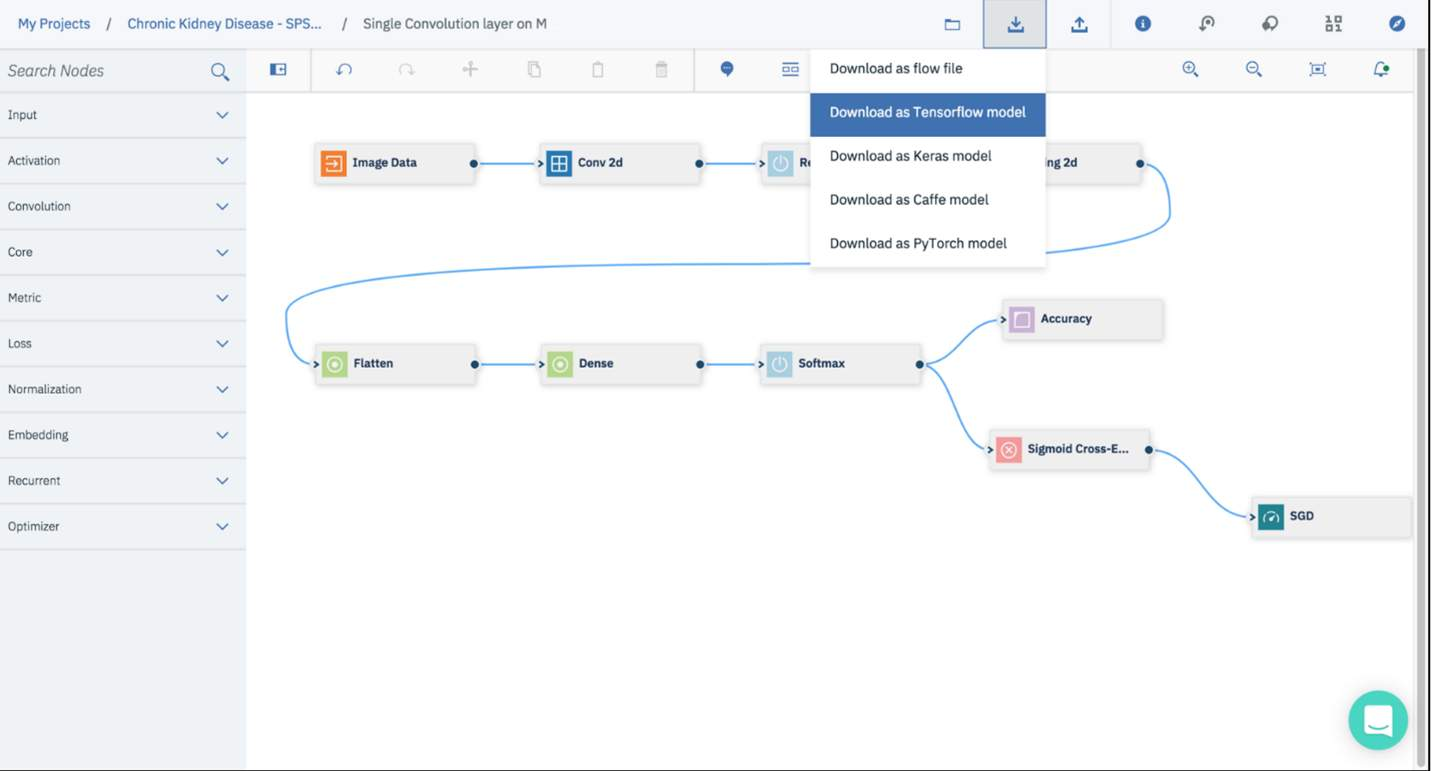 My Projects / Chronic Kidney Disease - SPS... / Single Convolution layer on M
Search Nodes
Input
Activation
Convolution
Core
Metric
Loss
Normalization
Embedding
Recurrent
Optimizer
Download as flow file
Download as Tensorflow model
Download as Keras model
Download as Caffe model
Download as PyTorch model
Image Data
Conv 2d
ng 2d
Flatten
Dense
Softmax
Accuracy
Sigmoid Cross-E...
SGD